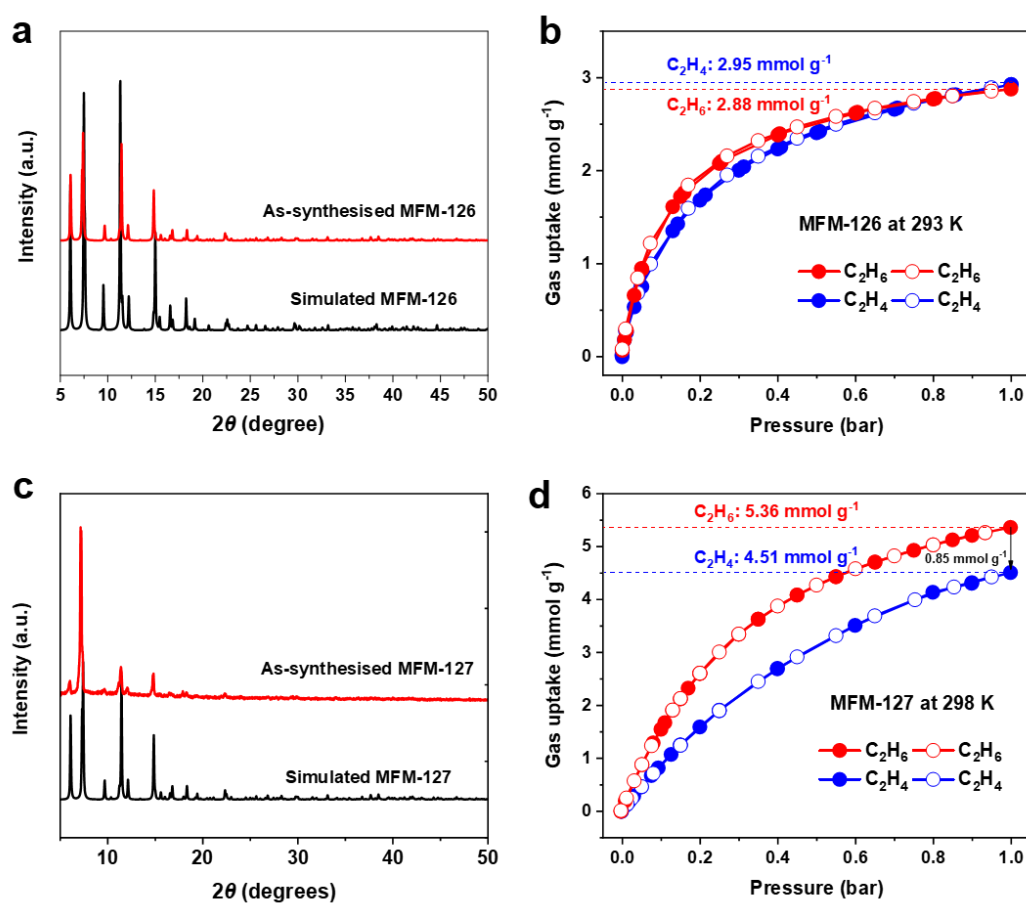 a
Intensity (a.u.)
As-synthesised MFM-126
Simulated MFM-126
5 10 15 20 25 30 35 40 45 50
2θ (degree)
b
Gas uptake (mmol g⁻¹)
3
2
1
0
C₂H₄: 2.95 mmol g⁻¹
C₂H₆: 2.88 mmol g⁻¹
MFM-126 at 293 K
C₂H₆ C₂H₆
C₂H₄ C₂H₄
0.0 0.2 0.4 0.6 0.8 1.0
Pressure (bar)
c
Intensity (a.u.)
As-synthesised MFM-127
Simulated MFM-127
10 20 30 40 50
2θ (degrees)
d
Gas uptake (mmol g⁻¹)
6
5
4
3
2
1
0
C₂H₆: 5.36 mmol g⁻¹
C₂H₄: 4.51 mmol g⁻¹
0.85 mmol g⁻¹
MFM-127 at 298 K
C₂H₆ C₂H₆
C₂H₄ C₂H₄
0.0 0.2 0.4 0.6 0.8 1.0
Pressure (bar)